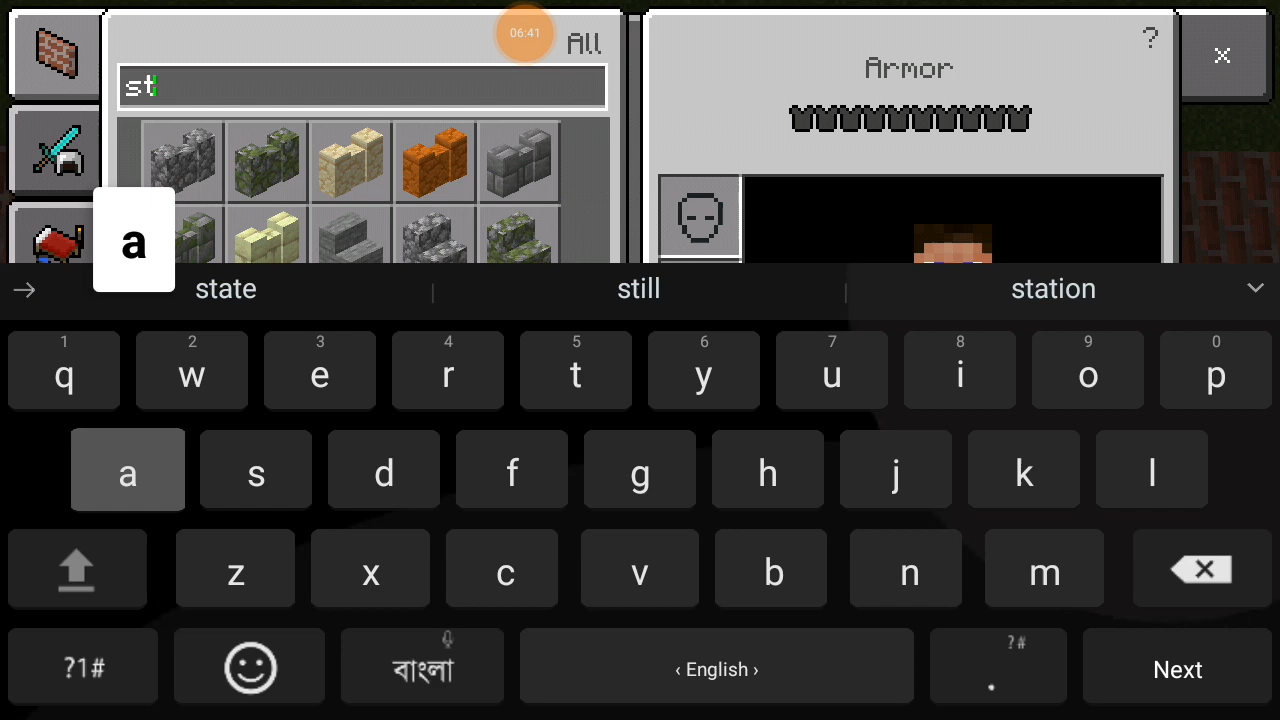 06:41
All
st
?
Armor
a
state still station
1 2 3 4 5 6 7 8 9 0
q w e r t y u i o p
a s d f g h j k l
z x c v b n m
?1# বাংলা ‹ English › ?# . Next